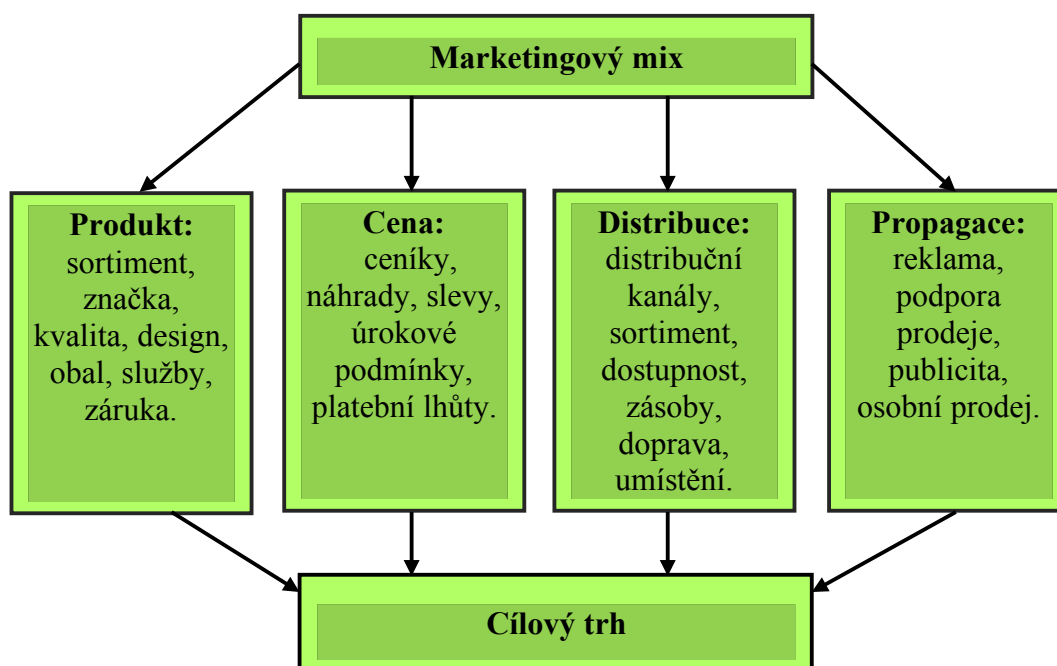 Marketingový mix
Produkt:
sortiment,
značka,
kvalita, design,
obal, služby,
záruka.
Cena:
ceníky,
náhrady, slevy,
úrokové
podmínky,
platební lhůty.
Distribuce:
distribuční
kanály,
sortiment,
dostupnost,
zásoby,
doprava,
umístění.
Propagace:
reklama,
podpora
prodeje,
publicita,
osobní prodej.
Cílový trh